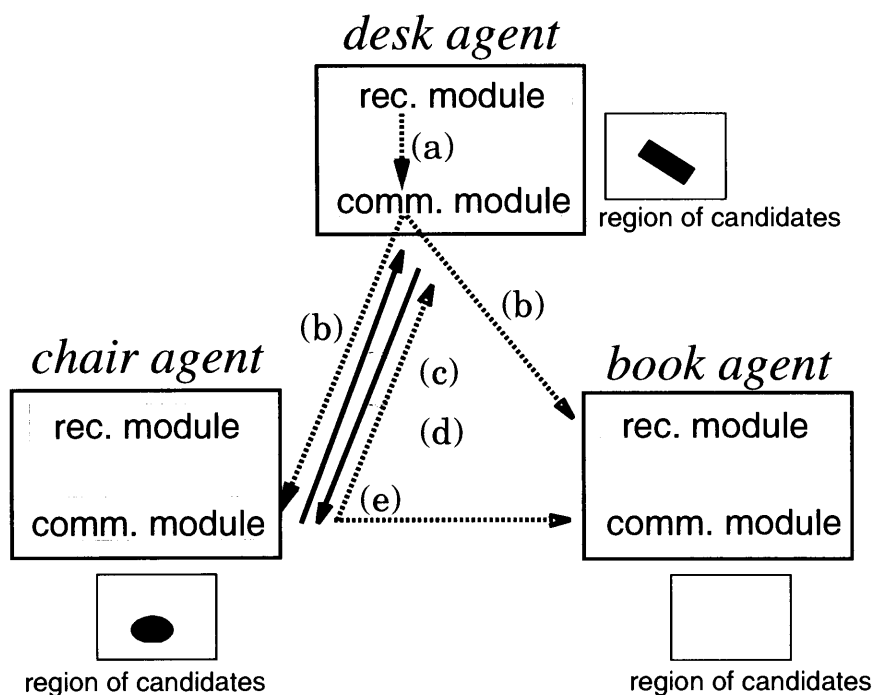 desk agent
rec. module
(a)
comm. module
region of candidates
(b)
(b)
chair agent
book agent
(c)
rec. module
rec. module
(d)
(e)
comm. module
comm. module
region of candidates
region of candidates